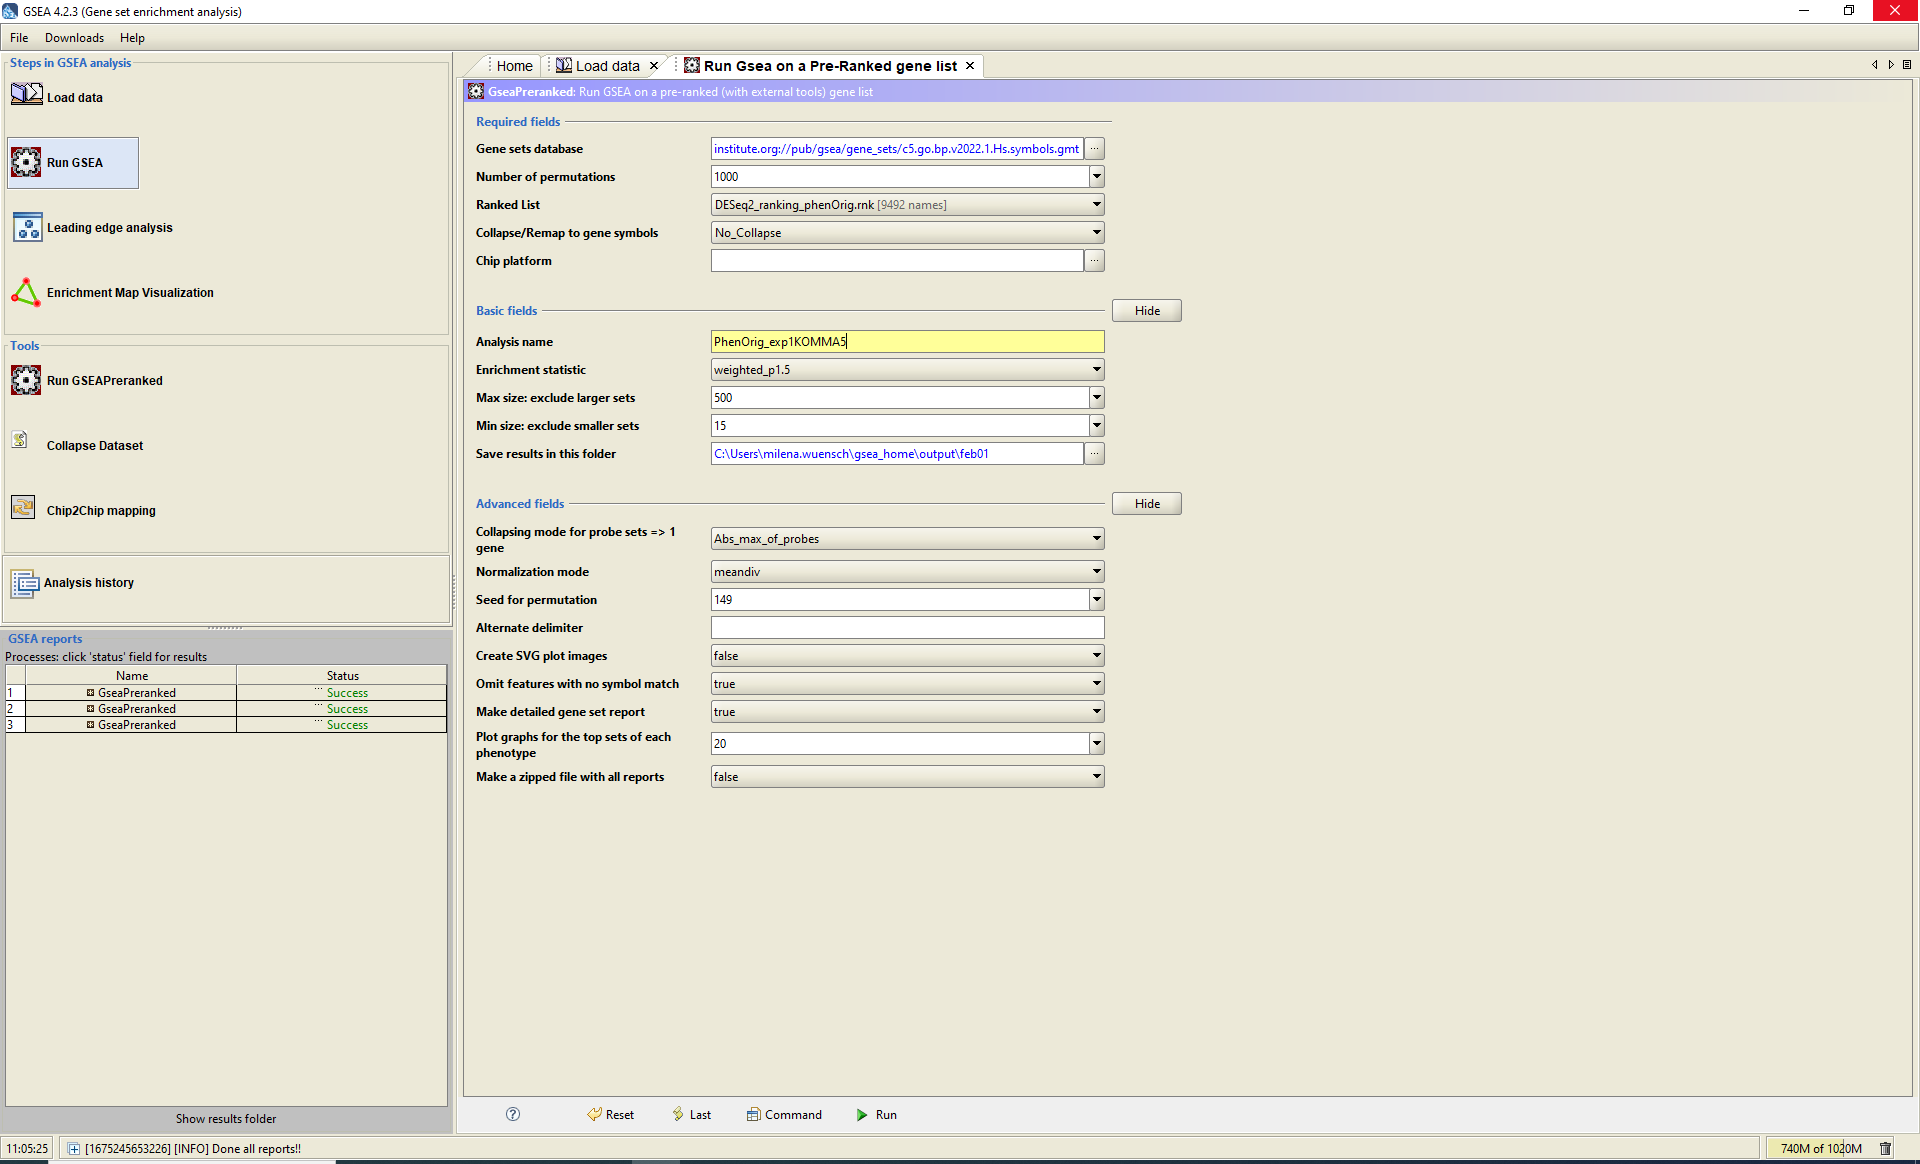 GSEA 4.2.3 (Gene set enrichment analysis)
File Downloads Help
Steps in GSEA analysis
Load data
Run GSEA
Leading edge analysis
Enrichment Map Visualization
Tools
Run GSEAPreranked
Collapse Dataset
Chip2Chip mapping
Analysis history
GSEA reports
Processes: click 'status' field for results
Name Status
1 GseaPreranked ... Success
2 GseaPreranked ... Success
3 GseaPreranked ... Success
Show results folder
Home Load data Run Gsea on a Pre-Ranked gene list
GseaPreranked: Run GSEA on a pre-ranked (with external tools) gene list
Required fields
Gene sets database institute.org://pub/gsea/gene_sets/c5.go.bp.v2022.1.Hs.symbols.gmt ...
Number of permutations 1000
Ranked List DESeq2_ranking_phenOrig.rnk [9492 names]
Collapse/Remap to gene symbols No_Collapse
Chip platform ...
Basic fields Hide
Analysis name PhenOrig_exp1KOMMA5
Enrichment statistic weighted_p1.5
Max size: exclude larger sets 500
Min size: exclude smaller sets 15
Save results in this folder C:\Users\milena.wuensch\gsea_home\output\feb01 ...
Advanced fields Hide
Collapsing mode for probe sets => 1
gene Abs_max_of_probes
Normalization mode meandiv
Seed for permutation 149
Alternate delimiter
Create SVG plot images false
Omit features with no symbol match true
Make detailed gene set report true
Plot graphs for the top sets of each
phenotype 20
Make a zipped file with all reports false
? Reset Last Command Run
11:05:25 [1675245653226] [INFO] Done all reports!! 740M of 1020M